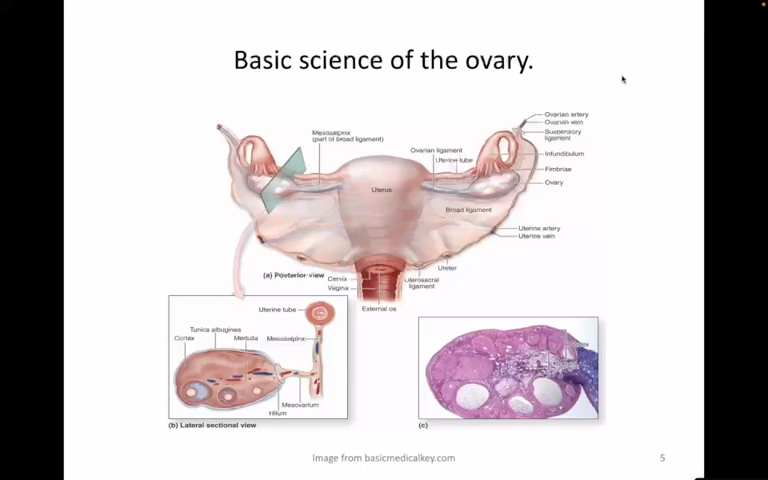 Basic science of the ovary.
Mesosalpinx
(part of broad ligament)
Ovarian ligament
Uterine tube
Ovarian artery
Ovarian vein
Suspensory
ligament
Infundibulum
Fimbriae
Ovary
Uterus
Broad ligament
Uterine artery
Uterine vein
Ureter
Uterosacral
ligament
(a) Posterior view
Cervix
Vagina
External os
Uterine tube
Tunica albuginea
Cortex
Medulla
Mesosalpinx
Mesovarium
Hilum
(b) Lateral sectional view
(c)
Image from basicmedicalkey.com
5